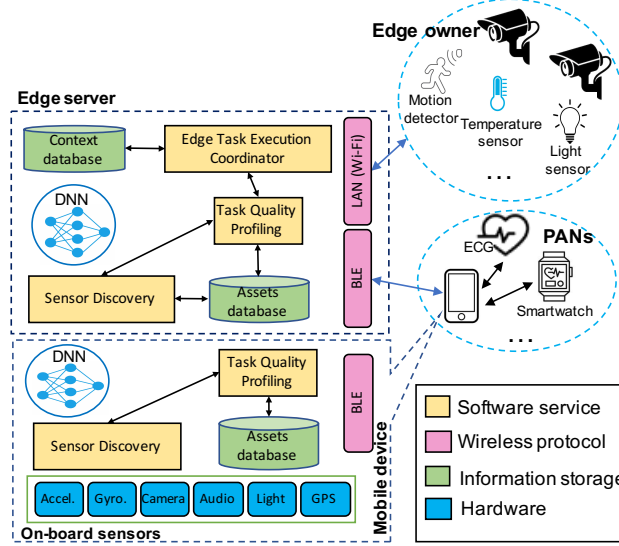 Edge owner
Motion
detector
Temperature
sensor
Light
sensor
...
Edge server
Context
database
Edge Task Execution
Coordinator
LAN (Wi-Fi)
DNN
Task Quality
Profiling
Sensor Discovery
Assets
database
BLE
ECG
PANs
Smartwatch
...
DNN
Task Quality
Profiling
Sensor Discovery
Assets
database
BLE
Mobile device
Accel.
Gyro.
Camera
Audio
Light
GPS
On-board sensors
Software service
Wireless protocol
Information storage
Hardware